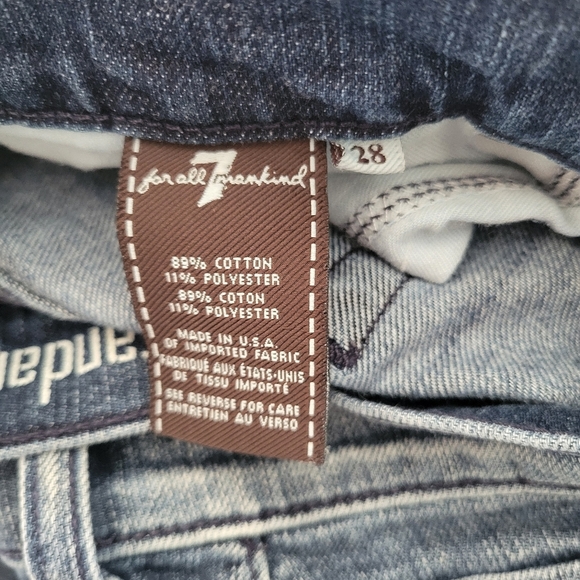 7
for all mankind
28
89% COTTON
11% POLYESTER
89% COTON
11% POLYESTER
MADE IN U.S.A.
OF IMPORTED FABRIC
FABRIQUÉ AUX ÉTATS-UNIS
DE TISSU IMPORTÉ
SEE REVERSE FOR CARE
ENTRETIEN AU VERSO